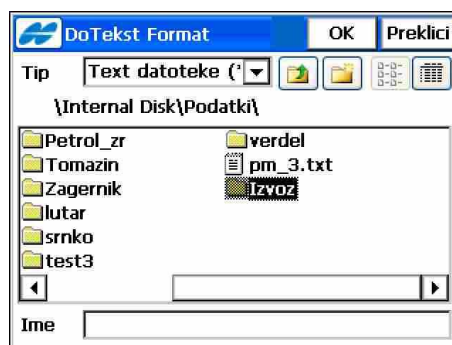 DoTekst Format OK Preklici
Tip Text datoteke (*
\Internal Disk\Podatki\
Petrol_zr verdel
Tomazin pm_3.txt
Zagernik Izvoz
lutar
srnko
test3
Ime